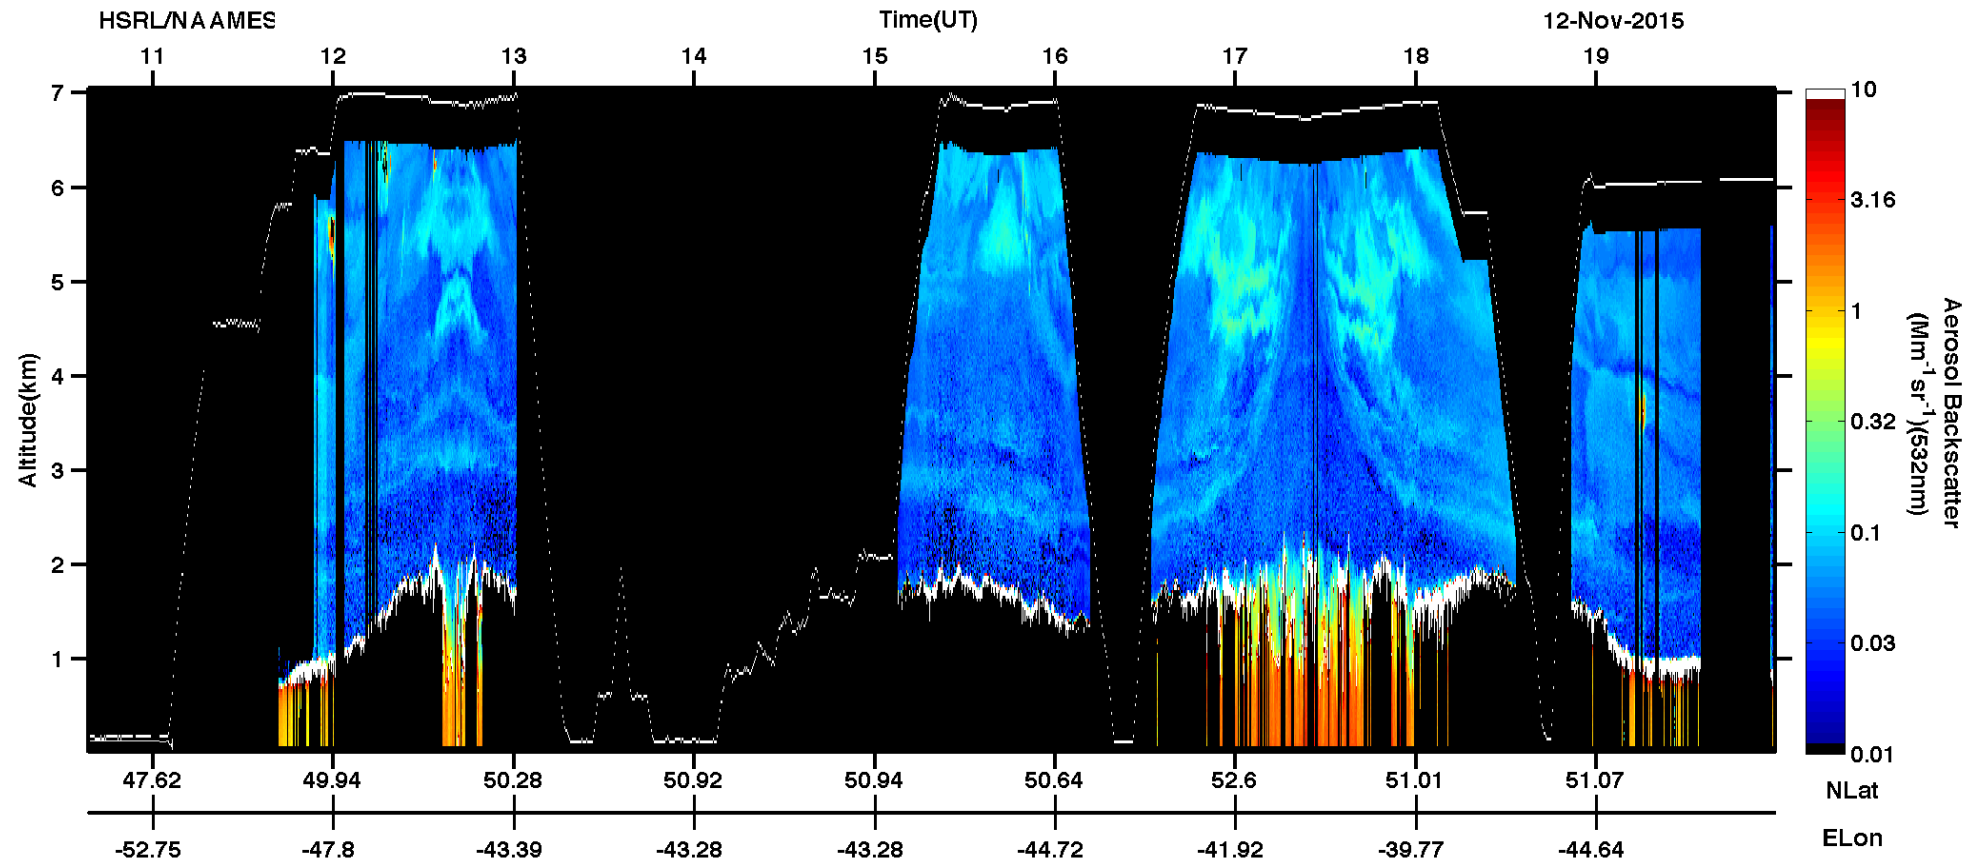 HSRL/NAAMES Time(UT) 12-Nov-2015
11 12 13 14 15 16 17 18 19
7
6
5
4
3
2
1
Altitude(km)
10
3.16
1
0.32
0.1
0.03
0.01
Aerosol Backscatter
(Mm⁻¹ sr⁻¹)(532nm)
47.62 49.94 50.28 50.92 50.94 50.64 52.6 51.01 51.07
NLat
-52.75 -47.8 -43.39 -43.28 -43.28 -44.72 -41.92 -39.77 -44.64
ELon